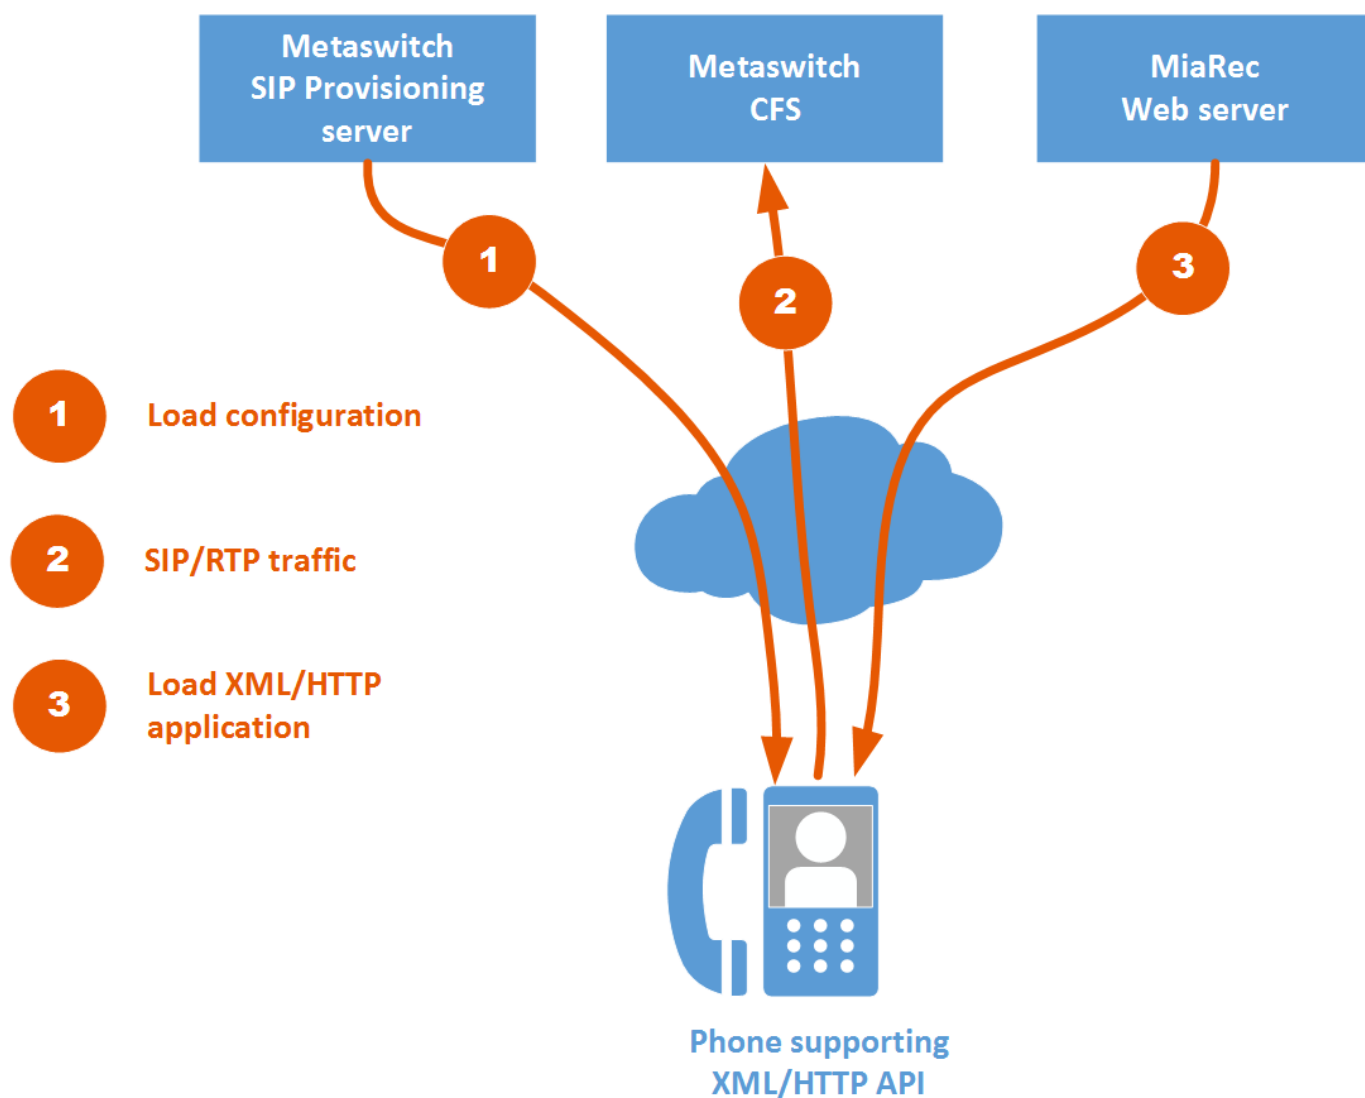 Metaswitch
SIP Provisioning
server
Metaswitch
CFS
MiaRec
Web server
1
2
3
1
Load configuration
2
SIP/RTP traffic
3
Load XML/HTTP
application
Phone supporting
XML/HTTP API